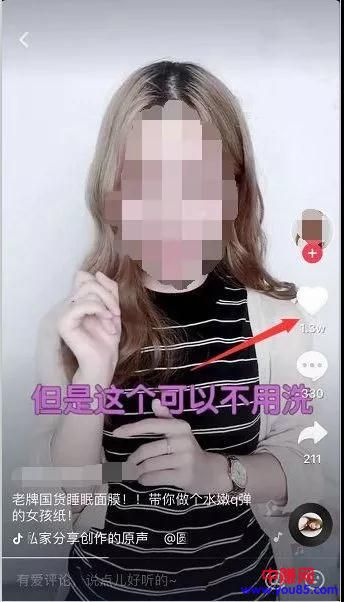 1.3w
但是这个可以不用洗
330
211
老牌国货睡眠面膜！！带你做个水嫩q弹
的女孩纸！
私家分享创作的原声 @医
有爱评论，说点儿好听的~
www.you85.com